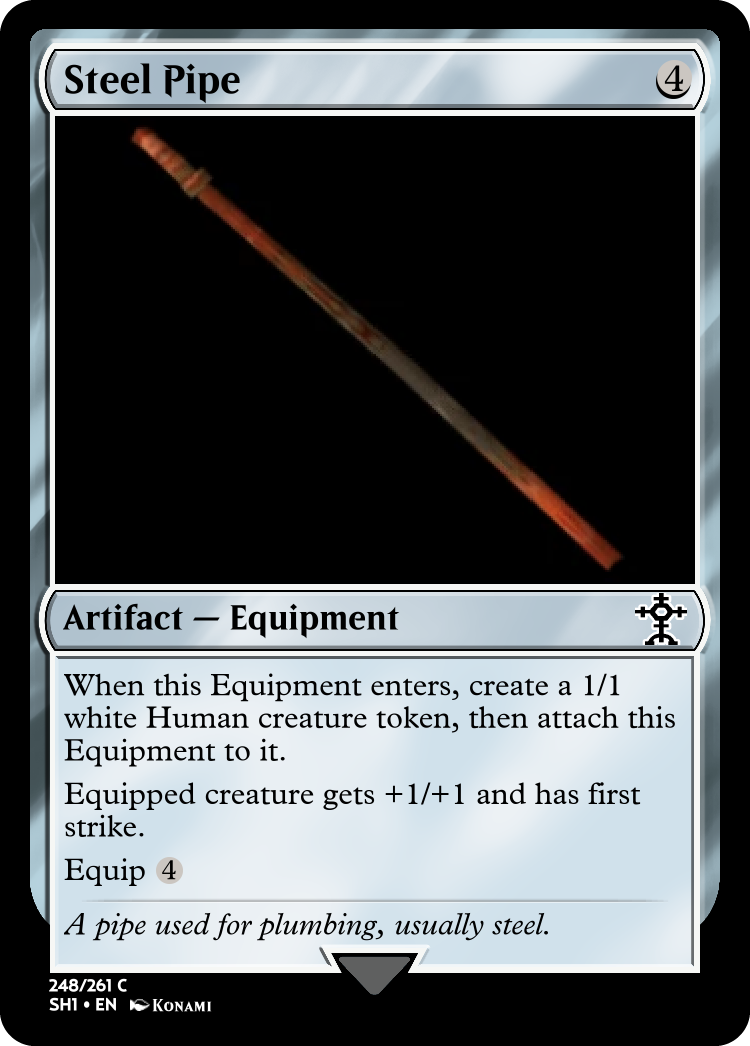 Steel Pipe 4
Artifact — Equipment
When this Equipment enters, create a 1/1
white Human creature token, then attach this
Equipment to it.
Equipped creature gets +1/+1 and has first
strike.
Equip 4
A pipe used for plumbing, usually steel.
248/261 C
SH1 • EN KONAMI